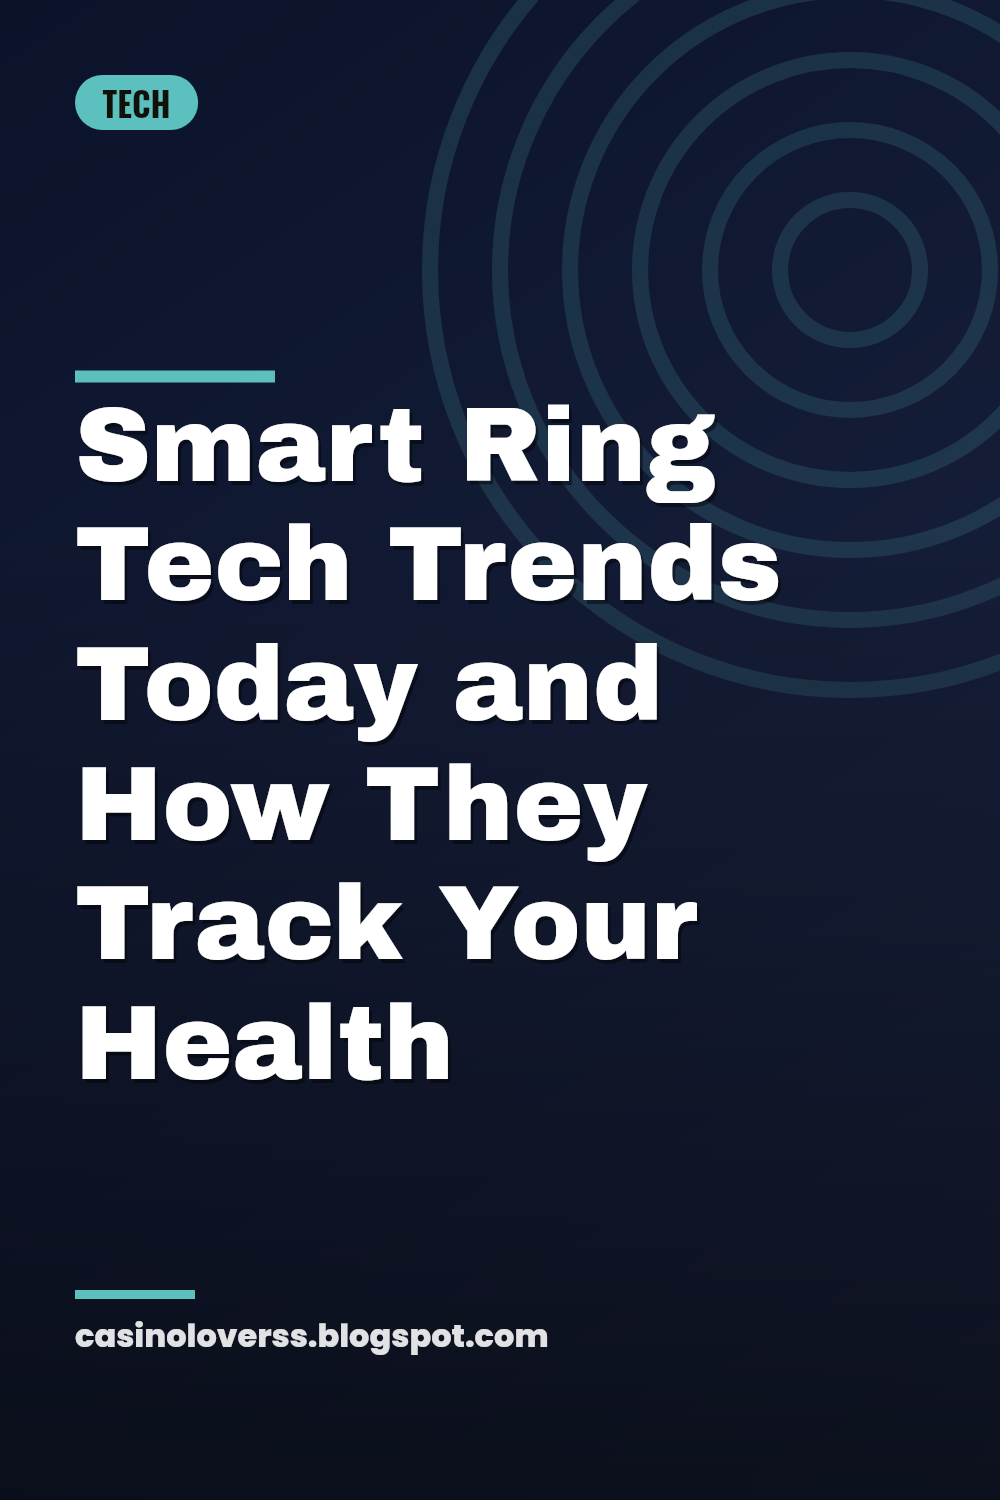 TECH
Smart Ring
Tech Trends
Today and
How They
Track Your
Health
casinoloverss.blogspot.com